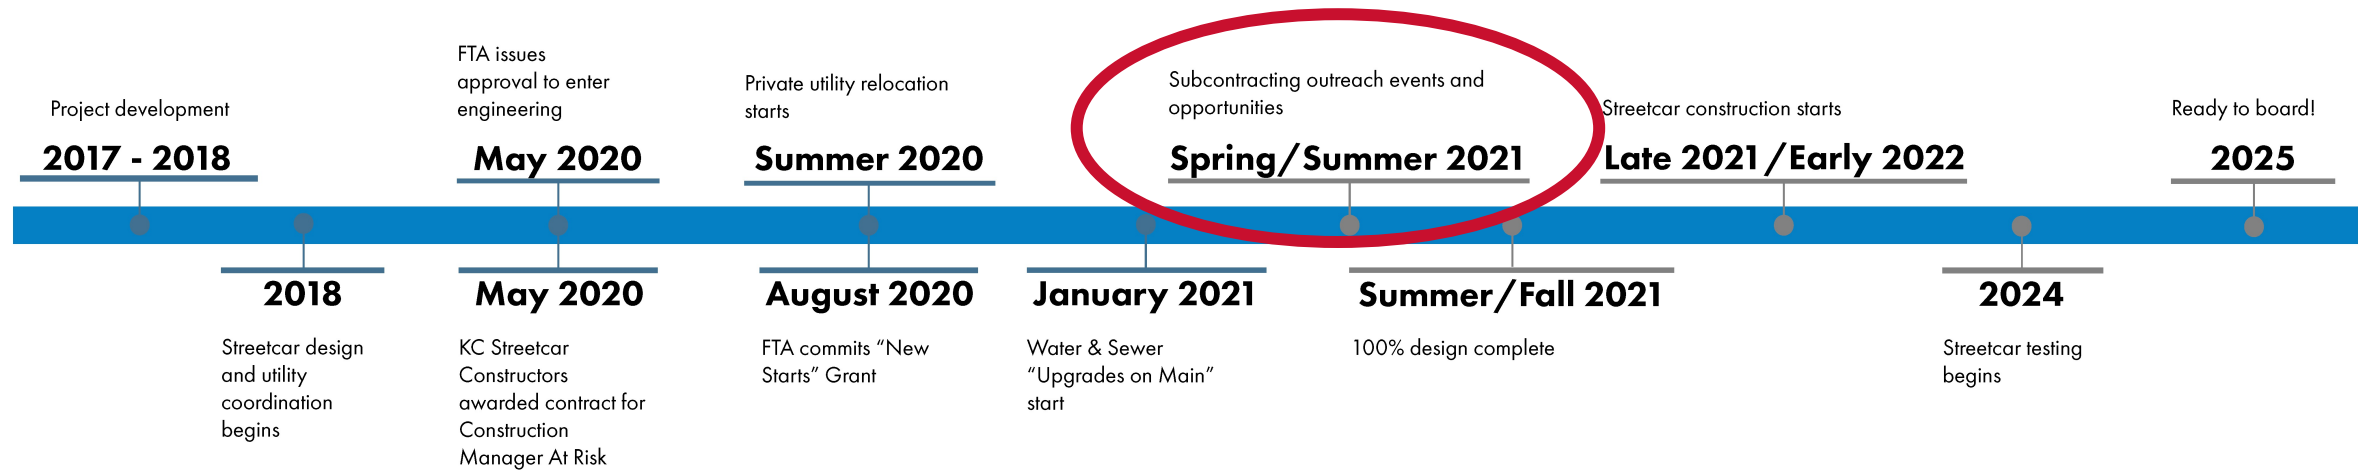 Project development
2017 - 2018
FTA issues
approval to enter
engineering
May 2020
Private utility relocation
starts
Summer 2020
Subcontracting outreach events and
opportunities
Spring/Summer 2021
Streetcar construction starts
Late 2021/Early 2022
Ready to board!
2025
2018
Streetcar design
and utility
coordination
begins
May 2020
KC Streetcar
Constructors
awarded contract for
Construction
Manager At Risk
August 2020
FTA commits “New
Starts” Grant
January 2021
Water & Sewer
“Upgrades on Main”
start
Summer/Fall 2021
100% design complete
2024
Streetcar testing
begins